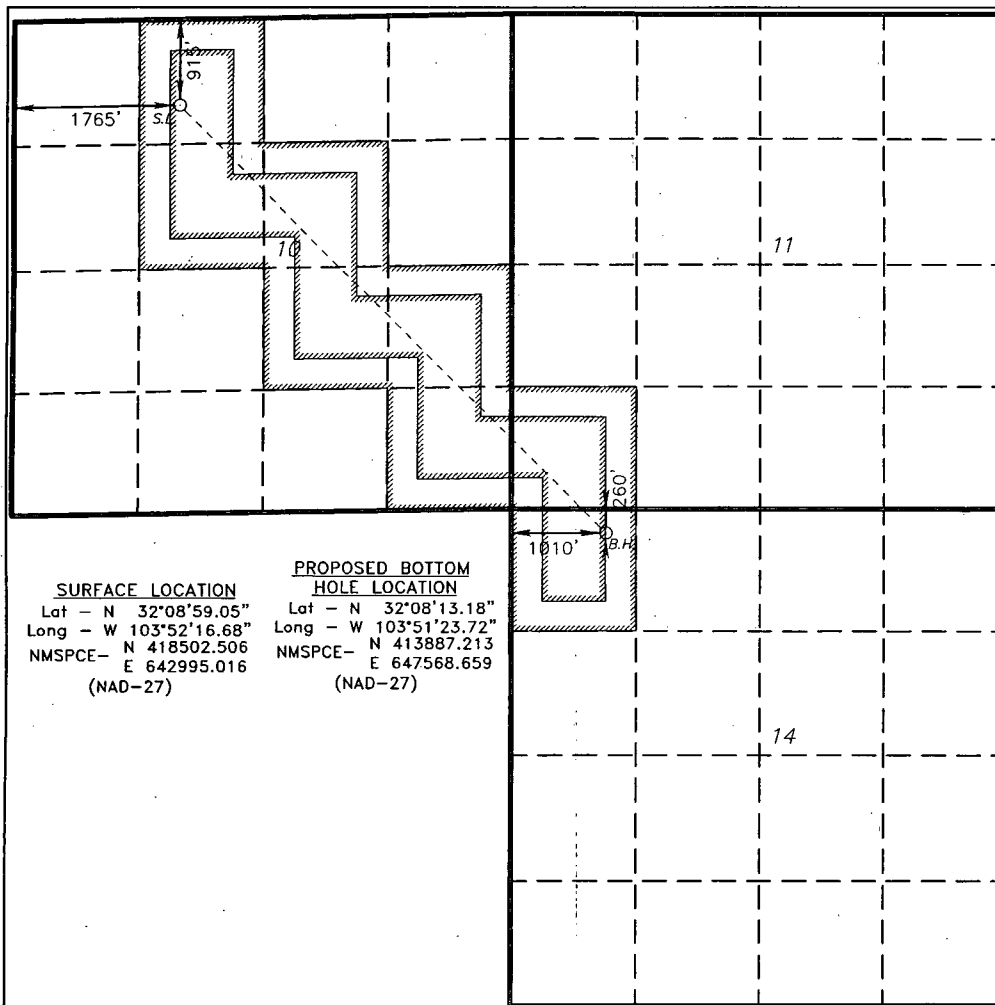 915'
1765'
S.L.
10
11
260'
1010'
B.H.
SURFACE LOCATION
Lat – N 32°08'59.05"
Long – W 103°52'16.68"
NMSPCE– N 418502.506
E 642995.016
(NAD–27)
PROPOSED BOTTOM
HOLE LOCATION
Lat – N 32°08'13.18"
Long – W 103°51'23.72"
NMSPCE– N 413887.213
E 647568.659
(NAD–27)
14